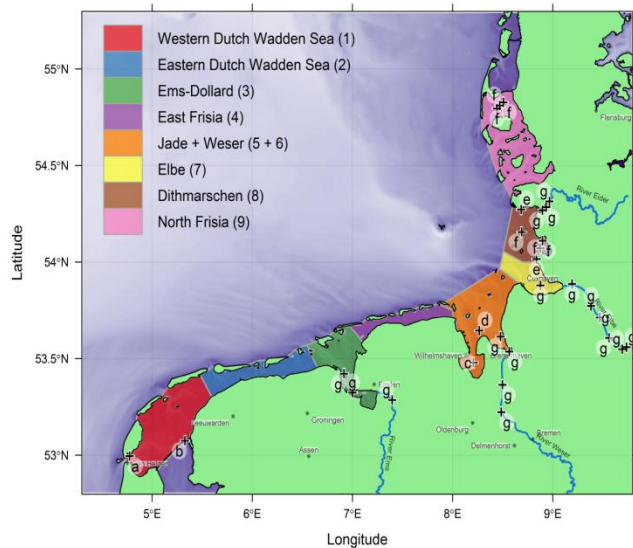 55°N
54.5°N
54°N
53.5°N
53°N
Latitude
Western Dutch Wadden Sea (1)
Eastern Dutch Wadden Sea (2)
Ems-Dollard (3)
East Frisia (4)
Jade + Weser (5 + 6)
Elbe (7)
Dithmarschen (8)
North Frisia (9)
f
f
f
Flensburg
g
River Eider
e
g
g
f
f
Cuxhaven
e
g
g
g
g
g
g
d
Wilhelmshaven
g
g
c
g
g
g
Leeuwarden
Groningen
Assen
River Ems
Oldenburg
Bremen
Delmenhorst
River Weser
a
b
5°E
6°E
7°E
8°E
9°E
Longitude